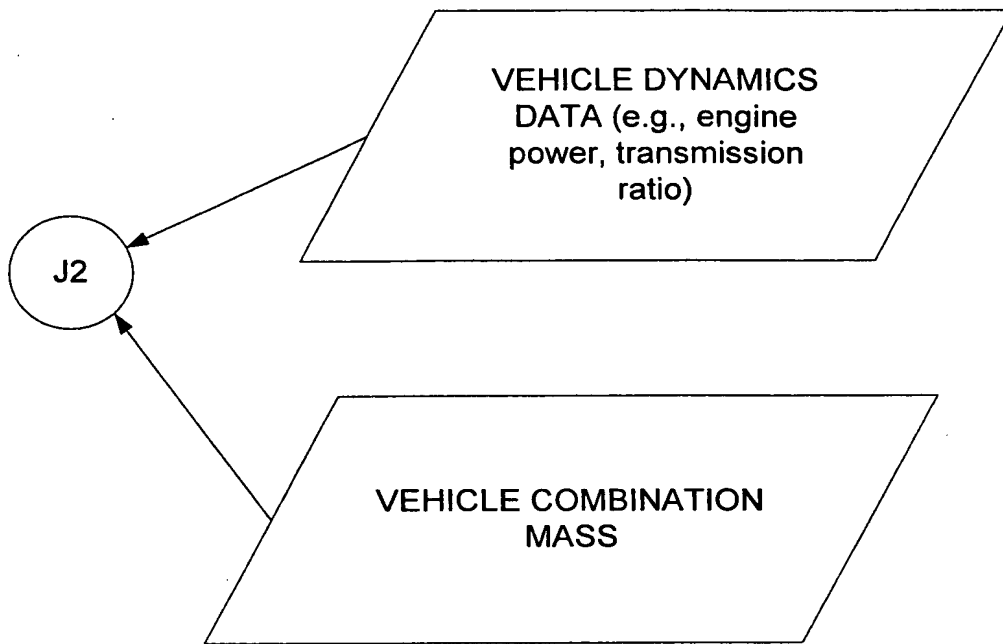 VEHICLE DYNAMICS
DATA (e.g., engine
power, transmission
ratio)
J2
VEHICLE COMBINATION
MASS